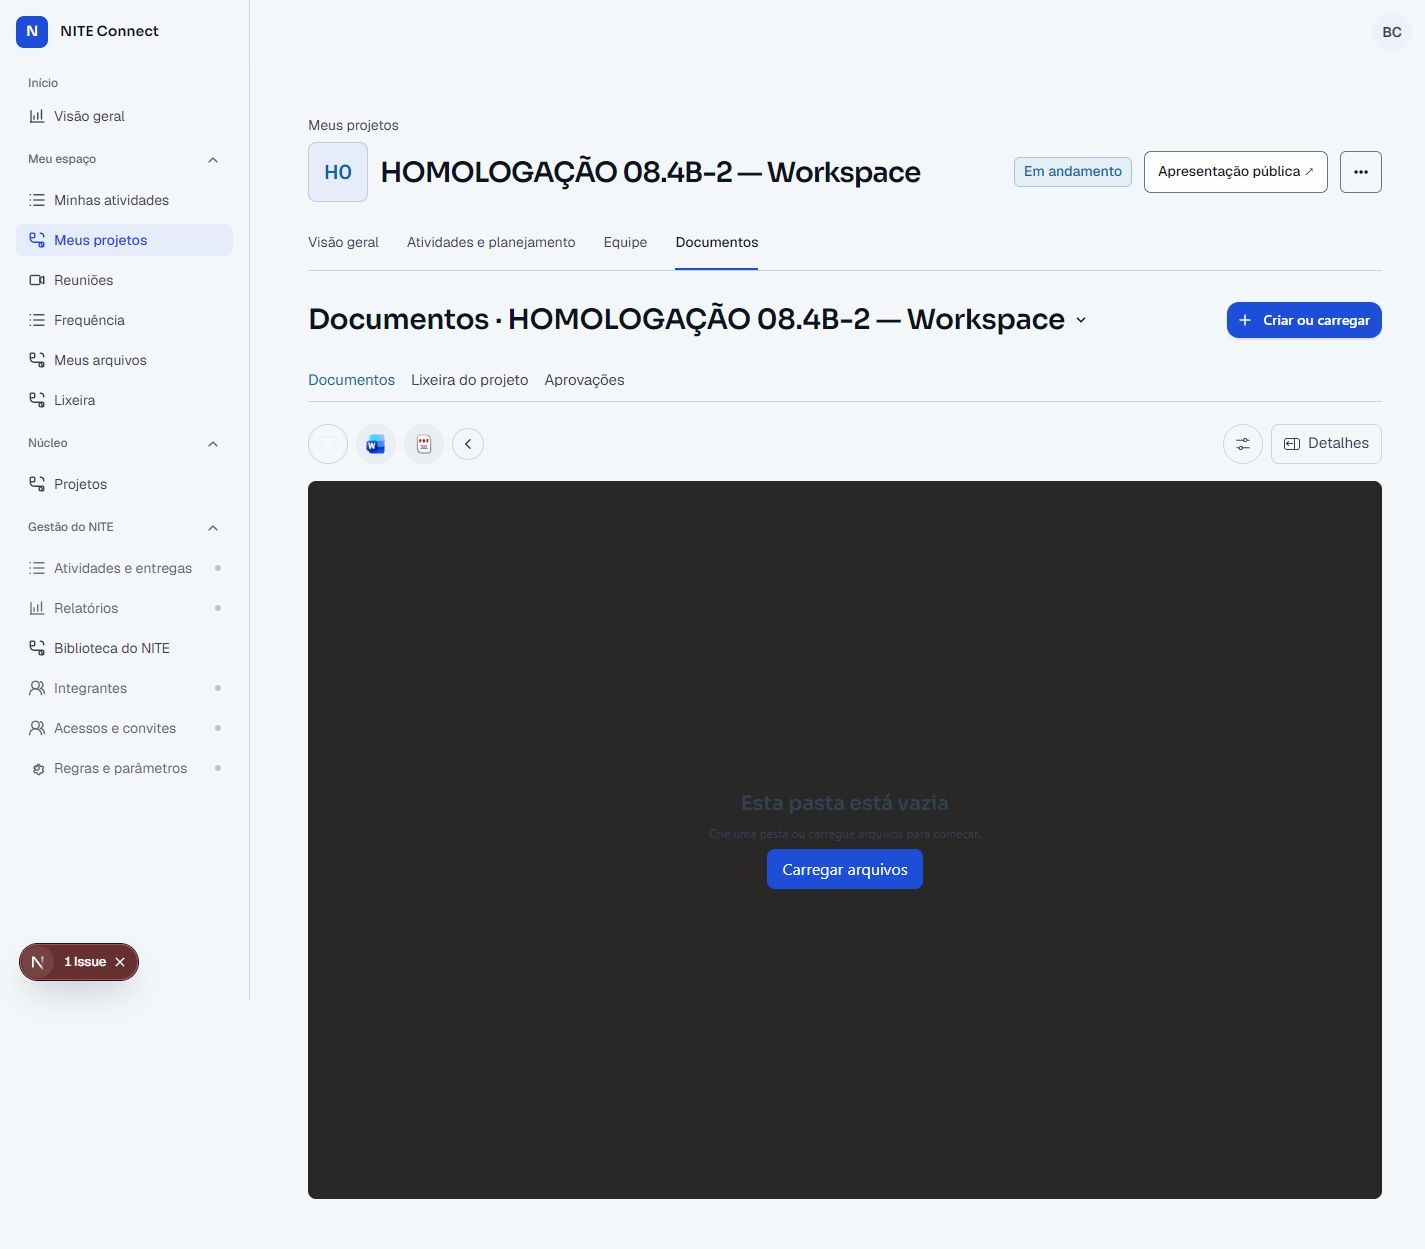 N NITE Connect
BC
Início
Visão geral
Meu espaço
Minhas atividades
Meus projetos
Reuniões
Frequência
Meus arquivos
Lixeira
Núcleo
Projetos
Gestão do NITE
Atividades e entregas
Relatórios
Biblioteca do NITE
Integrantes
Acessos e convites
Regras e parâmetros
N 1 Issue
Meus projetos
HO HOMOLOGAÇÃO 08.4B-2 — Workspace
Em andamento
Apresentação pública ↗
Visão geral Atividades e planejamento Equipe Documentos
Documentos · HOMOLOGAÇÃO 08.4B-2 — Workspace
+ Criar ou carregar
Documentos Lixeira do projeto Aprovações
W PDF
Detalhes
Esta pasta está vazia
Crie uma pasta ou carregue arquivos para começar.
Carregar arquivos